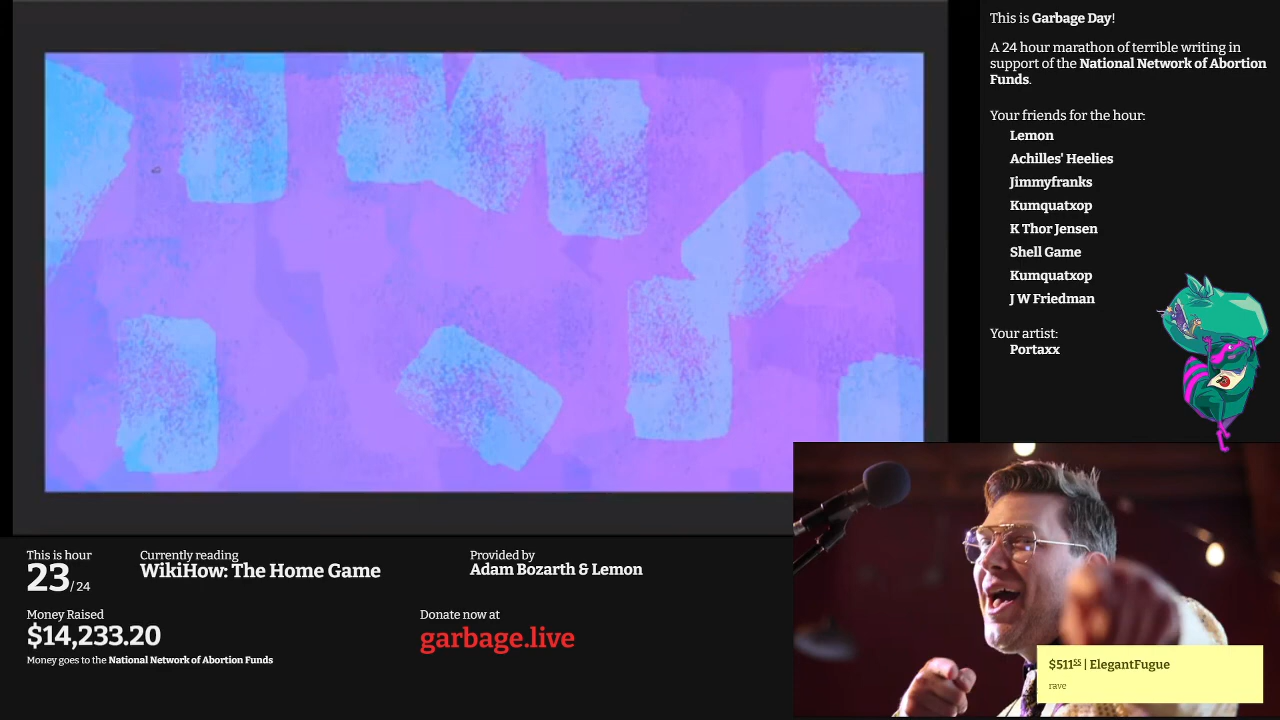 This is Garbage Day!
A 24 hour marathon of terrible writing in
support of the National Network of Abortion
Funds.
Your friends for the hour:
Lemon
Achilles' Heelies
Jimmyfranks
Kumquatxop
K Thor Jensen
Shell Game
Kumquatxop
J W Friedman
Your artist:
Portaxx
This is hour
23/24
Currently reading
WikiHow: The Home Game
Provided by
Adam Bozarth & Lemon
Money Raised
$14,233.20
Money goes to the National Network of Abortion Funds
Donate now at
garbage.live
$511⁵⁵ | ElegantFugue
rave